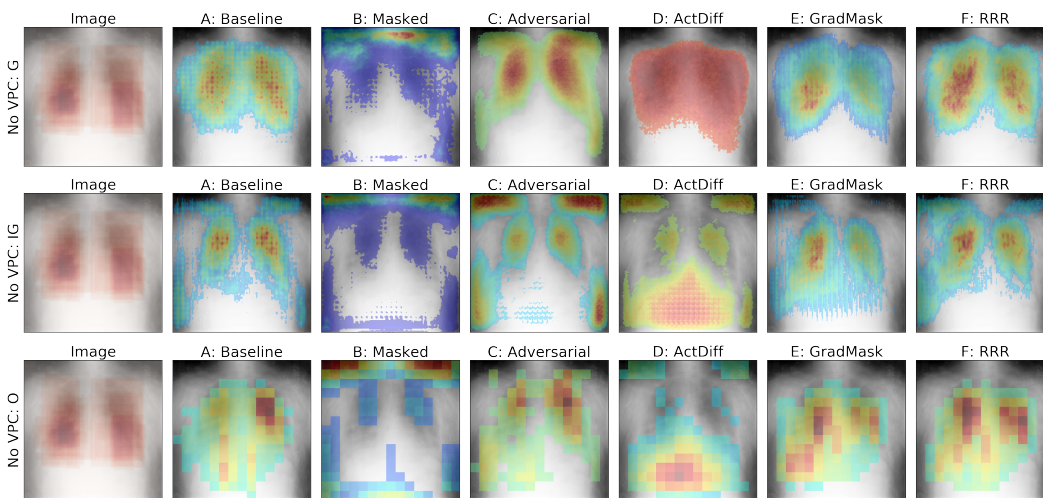 Image A: Baseline B: Masked C: Adversarial D: ActDiff E: GradMask F: RRR
No VPC: G
Image A: Baseline B: Masked C: Adversarial D: ActDiff E: GradMask F: RRR
No VPC: IG
Image A: Baseline B: Masked C: Adversarial D: ActDiff E: GradMask F: RRR
No VPC: O